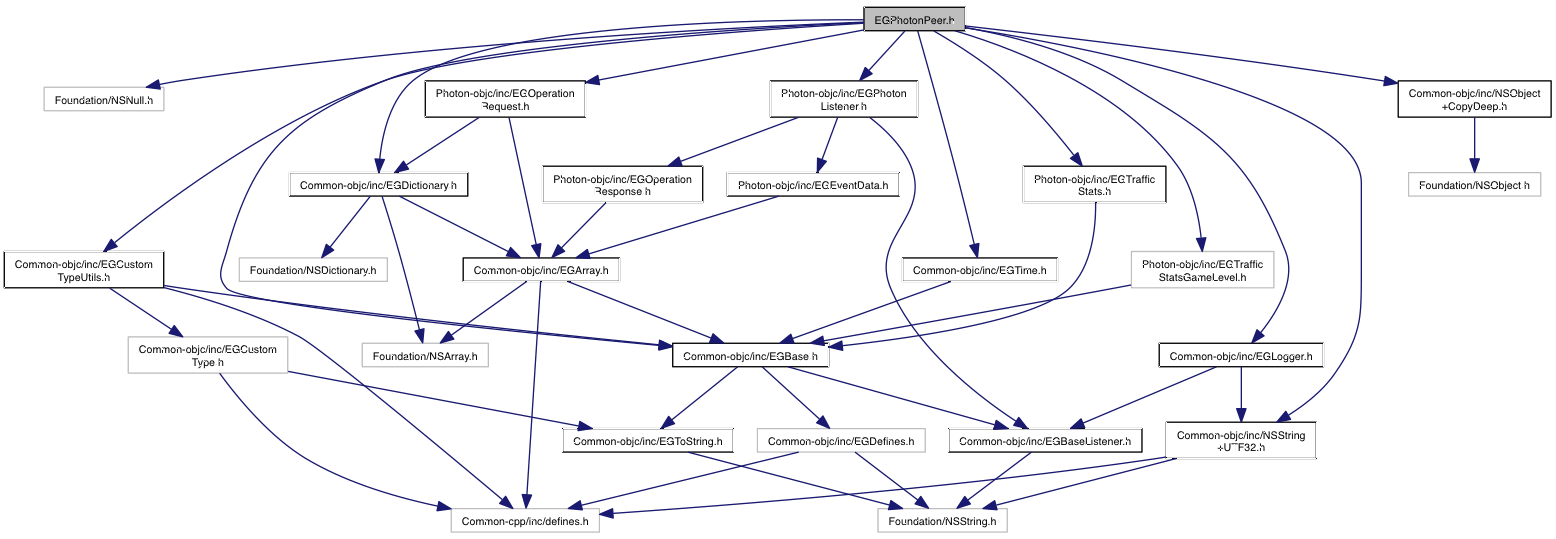 EGPhotonPeer.h
Foundation/NSNull.h
Photon-objc/inc/EGOperation
Request.h
Photon-objc/inc/EGPhoton
Listener.h
Common-objc/inc/NSObject
+CopyDeep.h
Common-objc/inc/EGDictionary.h
Photon-objc/inc/EGOperation
Response.h
Photon-objc/inc/EGEventData.h
Photon-objc/inc/EGTraffic
Stats.h
Foundation/NSObject.h
Common-objc/inc/EGCustom
TypeUtils.h
Foundation/NSDictionary.h
Common-objc/inc/EGArray.h
Common-objc/inc/EGTime.h
Photon-objc/inc/EGTraffic
StatsGameLevel.h
Common-objc/inc/EGCustom
Type.h
Foundation/NSArray.h
Common-objc/inc/EGBase.h
Common-objc/inc/EGLogger.h
Common-objc/inc/EGToString.h
Common-objc/inc/EGDefines.h
Common-objc/inc/EGBaseListener.h
Common-objc/inc/NSString
+UTF32.h
Common-cpp/inc/defines.h
Foundation/NSString.h